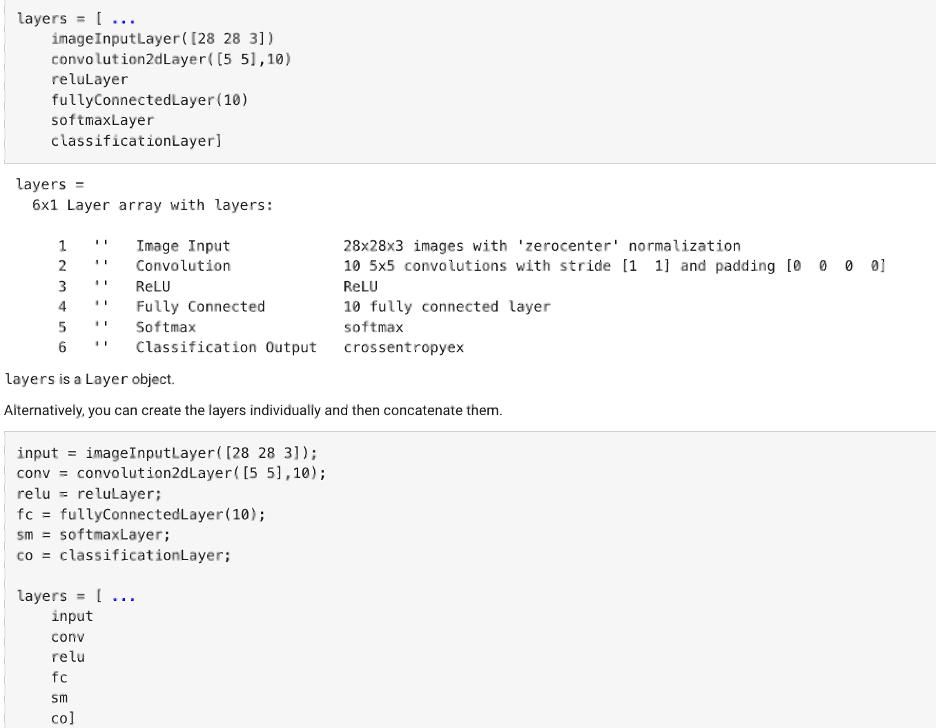 layers = [ ...
imageInputLayer([28 28 3])
convolution2dLayer([5 5],10)
reluLayer
fullyConnectedLayer(10)
softmaxLayer
classificationLayer]
layers =
6x1 Layer array with layers:
1 '' Image Input 28x28x3 images with 'zerocenter' normalization
2 '' Convolution 10 5x5 convolutions with stride [1 1] and padding [0 0 0 0]
3 '' ReLU ReLU
4 '' Fully Connected 10 fully connected layer
5 '' Softmax softmax
6 '' Classification Output crossentropyex
layers is a Layer object.
Alternatively, you can create the layers individually and then concatenate them.
input = imageInputLayer([28 28 3]);
conv = convolution2dLayer([5 5],10);
relu = reluLayer;
fc = fullyConnectedLayer(10);
sm = softmaxLayer;
co = classificationLayer;
layers = [ ...
input
conv
relu
fc
sm
co]